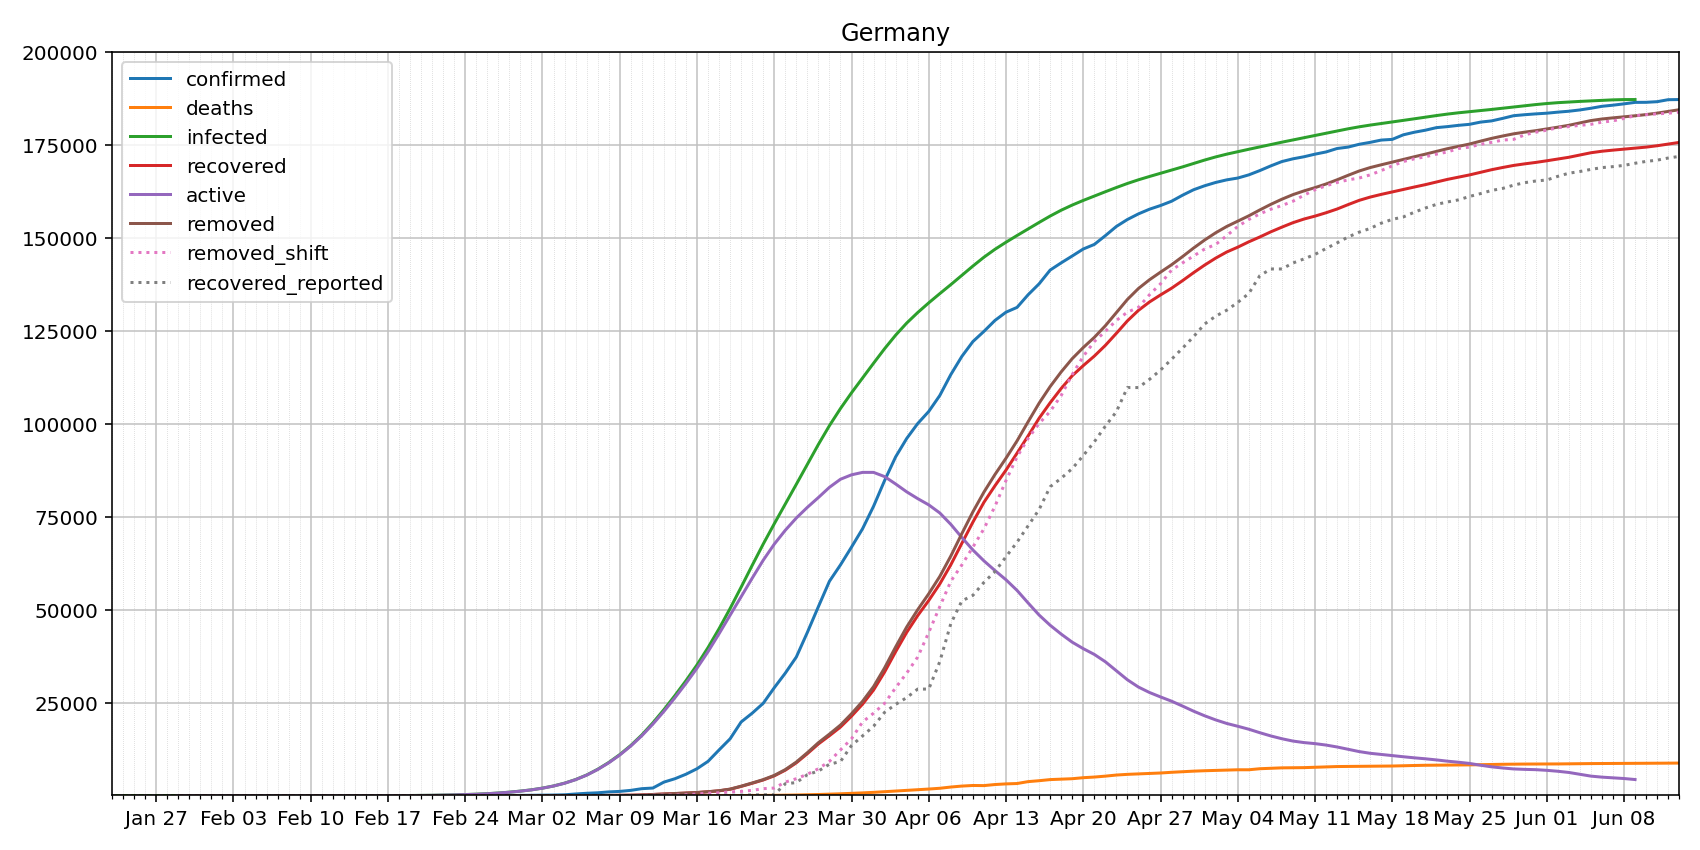 Germany
200000
175000
150000
125000
100000
75000
50000
25000
confirmed
deaths
infected
recovered
active
removed
removed_shift
recovered_reported
Jan 27 Feb 03 Feb 10 Feb 17 Feb 24 Mar 02 Mar 09 Mar 16 Mar 23 Mar 30 Apr 06 Apr 13 Apr 20 Apr 27 May 04 May 11 May 18 May 25 Jun 01 Jun 08